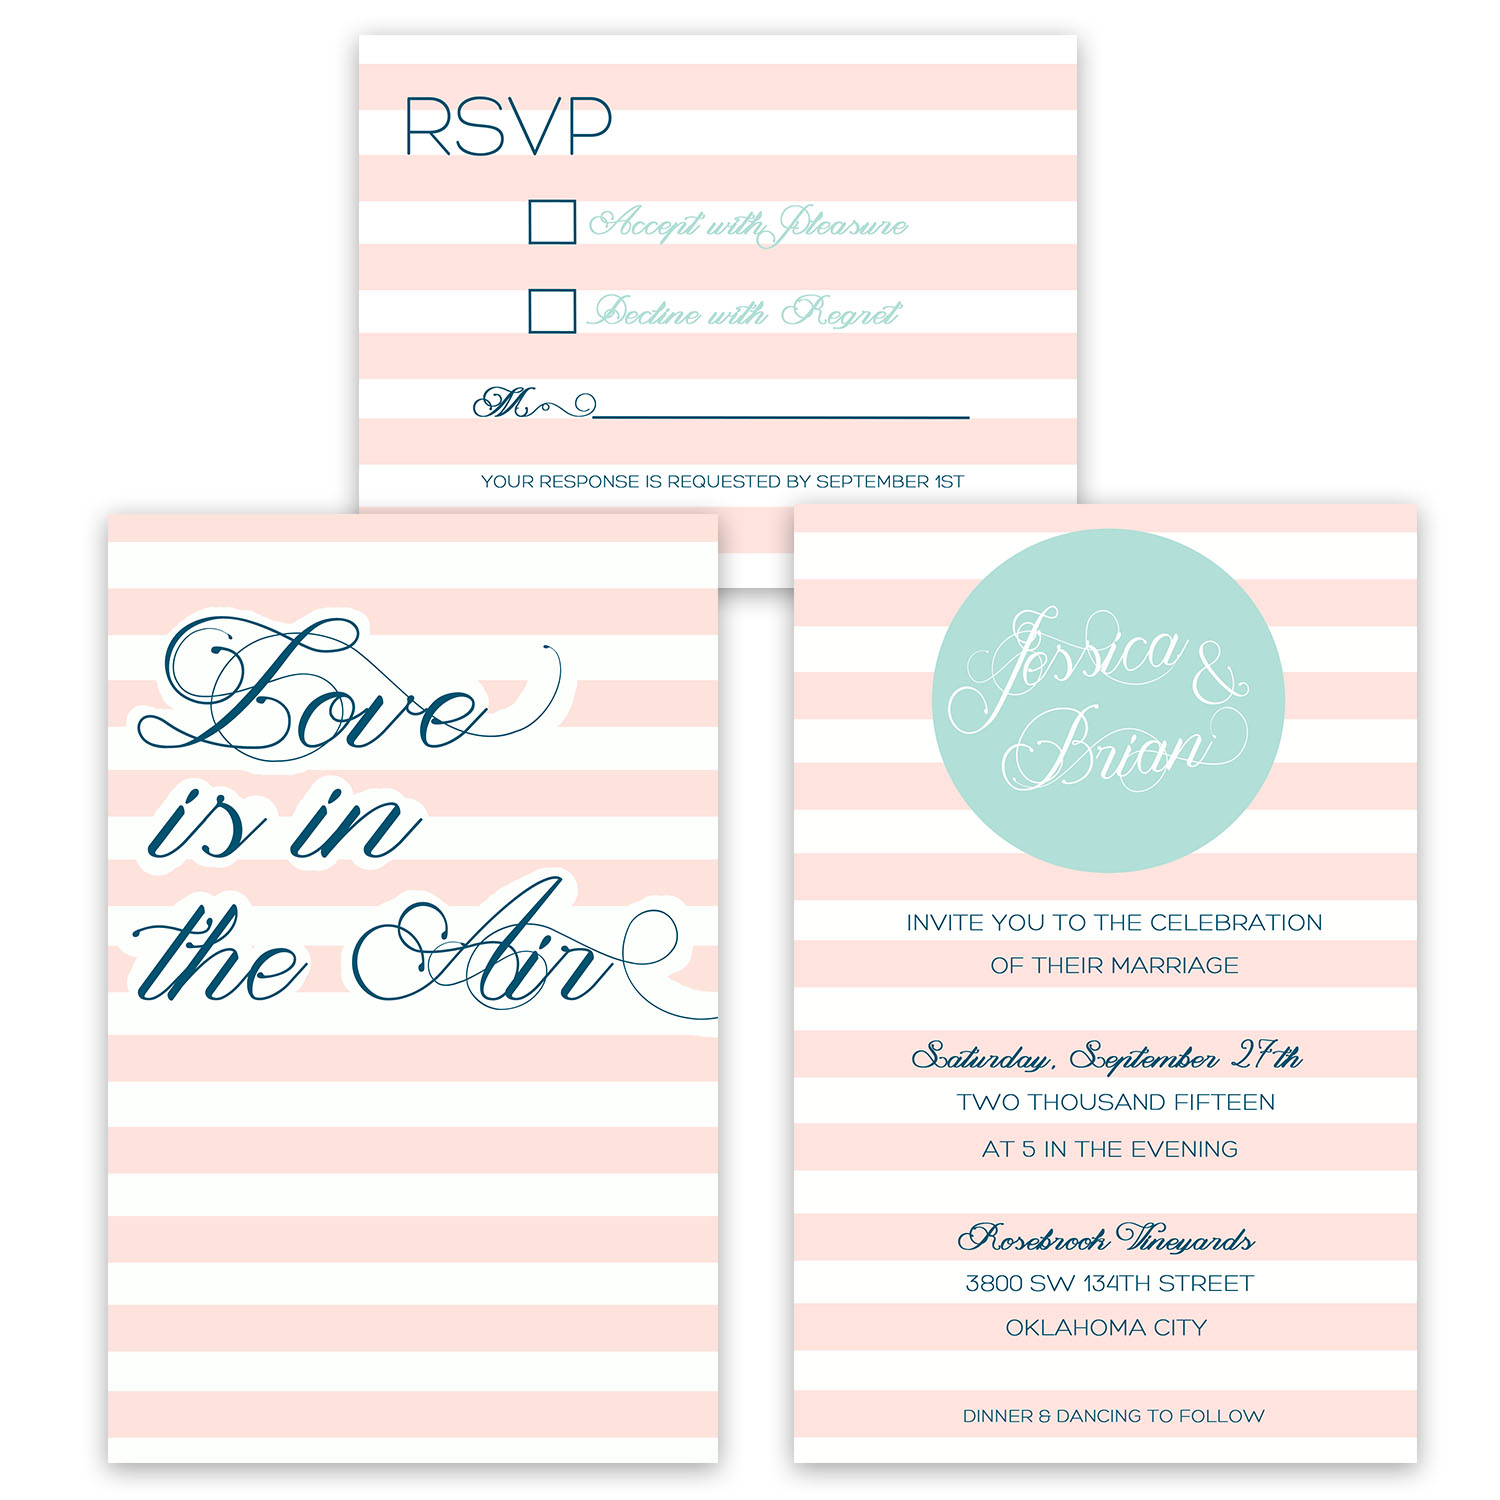 RSVP
Accept with Pleasure
Decline with Regret
M
YOUR RESPONSE IS REQUESTED BY SEPTEMBER 1ST
Love
is in
the Air
Jessica &
Brian
INVITE YOU TO THE CELEBRATION
OF THEIR MARRIAGE
Saturday, September 27th
TWO THOUSAND FIFTEEN
AT 5 IN THE EVENING
Rosebrook Vineyards
3800 SW 134TH STREET
OKLAHOMA CITY
DINNER & DANCING TO FOLLOW